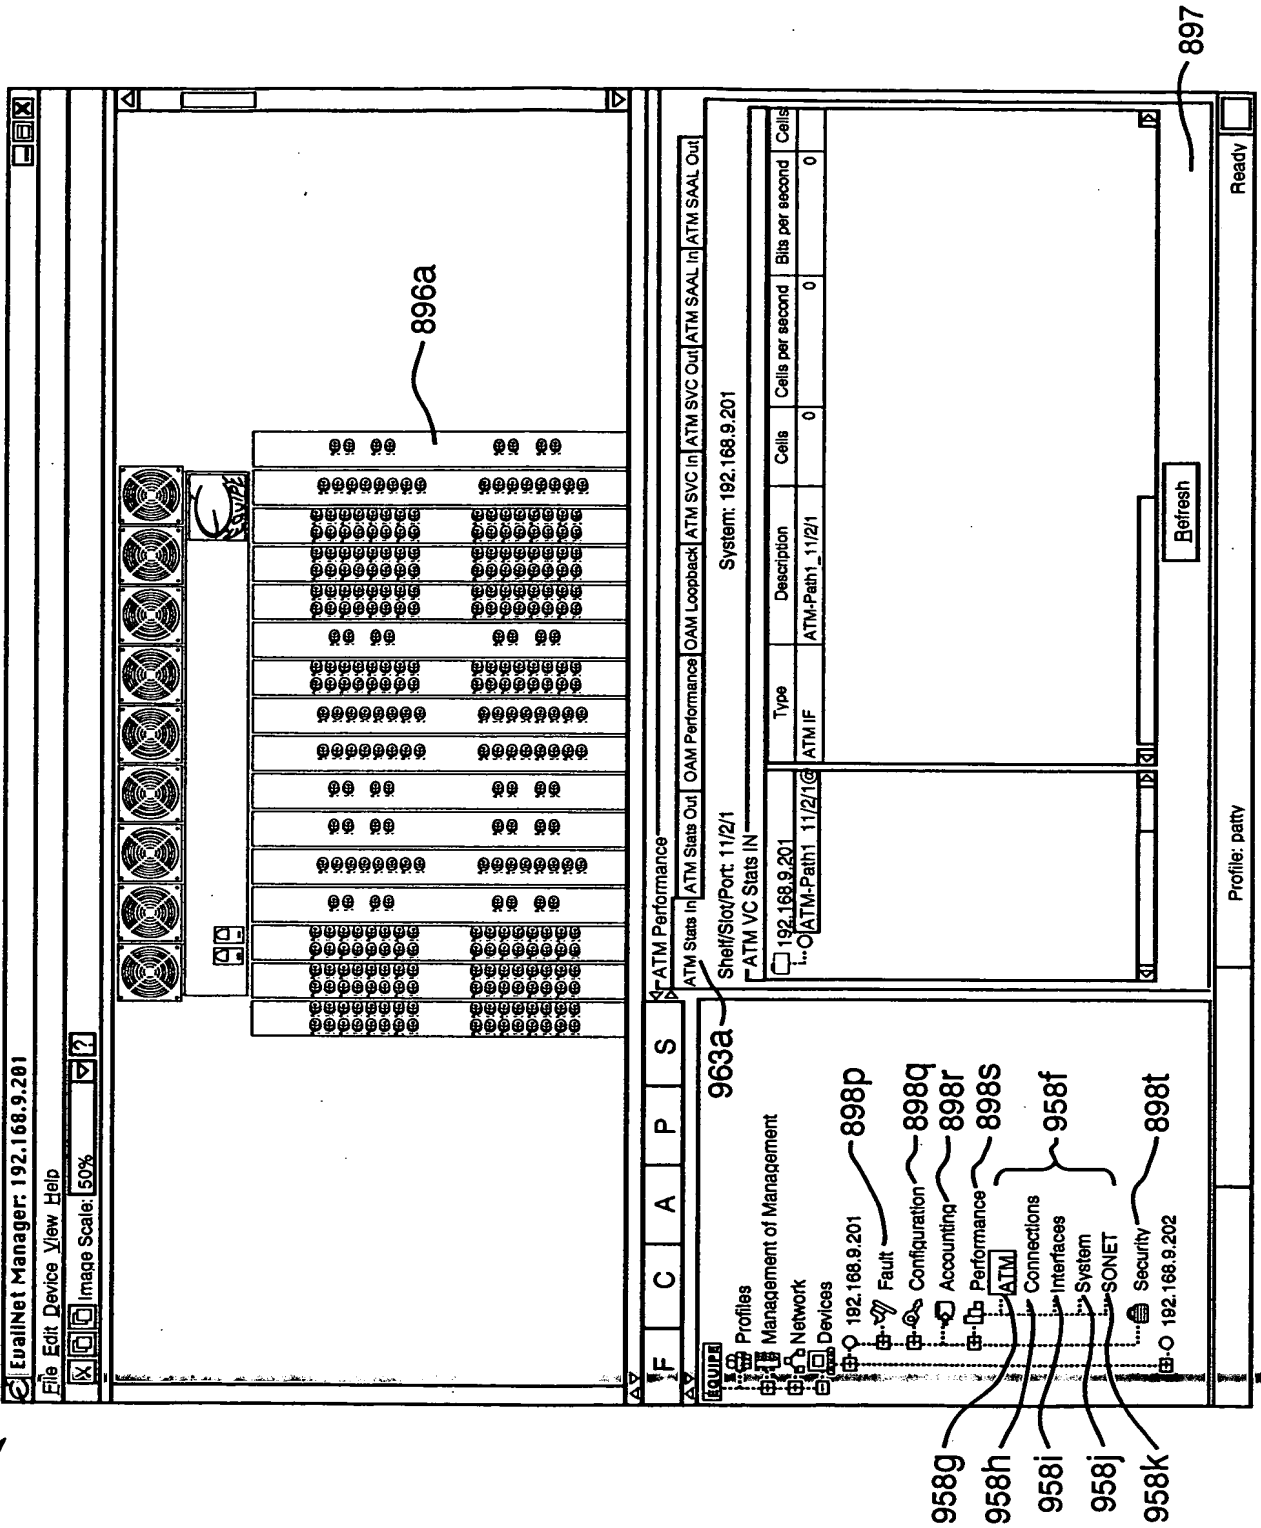 EvallNet Manager: 192.168.9.201
File Edit Device View Help
Image Scale: 50%
?
896a
F C A P S
EQUIPE
Profiles
Management of Management
Network
Devices
192.168.9.201
Fault
Configuration
Accounting
Performance
ATM
Connections
Interfaces
System
SONET
Security
192.168.9.202
898p
898q
898r
898s
958f
898t
958g
958h
958i
958j
958k
963a
ATM Performance
ATM Stats In ATM Stats Out OAM Performance OAM Loopback ATM SVC In ATM SVC Out ATM SAAL In ATM SAAL Out
Shelf/Slot/Port: 11/2/1 System: 192.168.9.201
ATM VC Stats IN
192.168.9.201
ATM-Path1 11/2/1@
Type Description Cells Cells per second Bits per second Cells
ATM IF ATM-Path1_11/2/1 0 0 0
Refresh
897
Profile: patty Ready